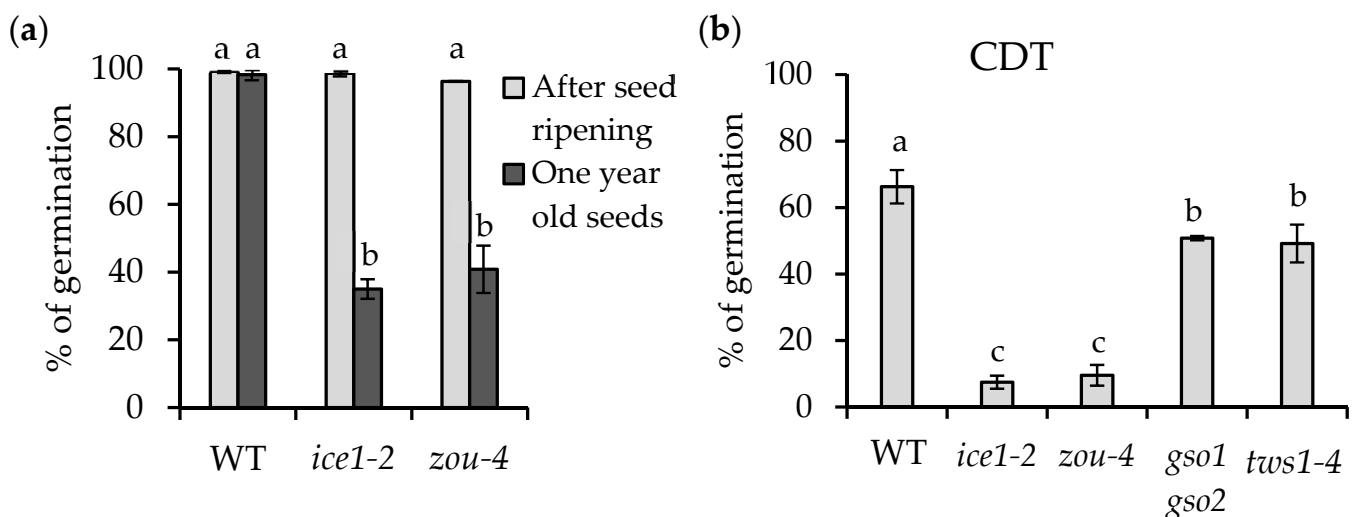 (a)
% of germination
100
80
60
40
20
0
a a a a
b b
After seed
ripening
One year
old seeds
WT ice1-2 zou-4
(b)
CDT
% of germination
100
80
60
40
20
0
a c c b b
WT ice1-2 zou-4 gso1 tws1-4
gso2